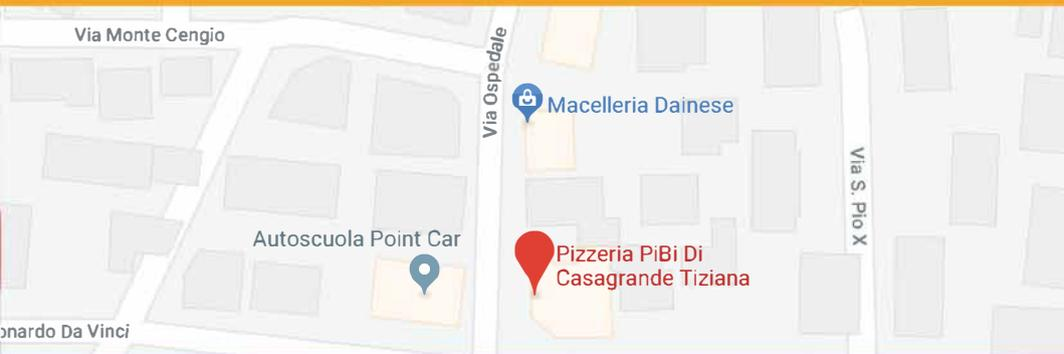 Via Monte Cengio
Via Ospedale
Macelleria Dainese
Via S. Pio X
Autoscuola Point Car
Pizzeria PiBi Di
Casagrande Tiziana
onardo Da Vinci